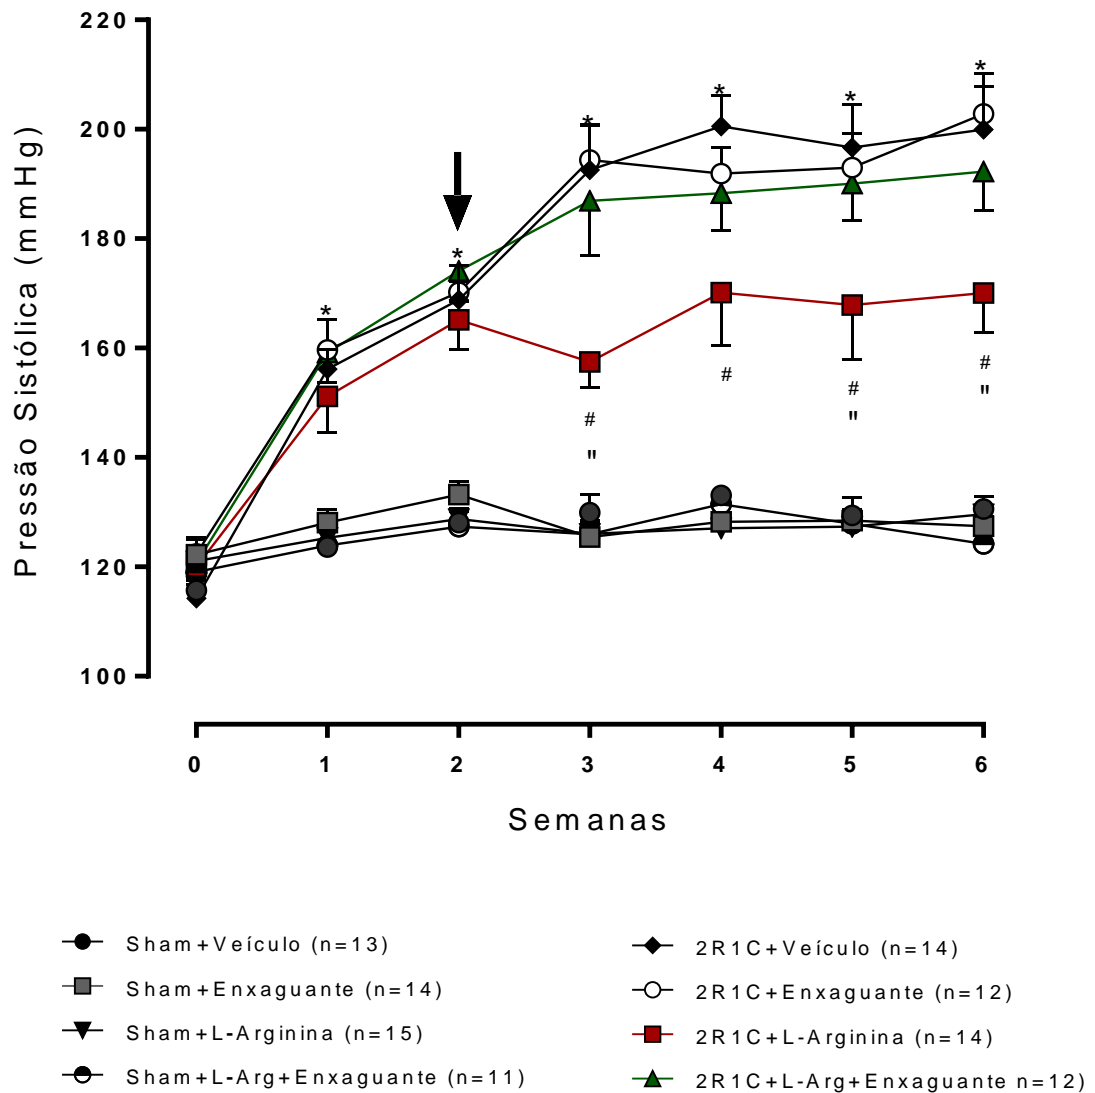 220
200
180
160
140
120
100
Pressão Sistólica (mmHg)
*
*
*
*
*
*
#
"
#
#
"
#
"
0 1 2 3 4 5 6
Semanas
Sham+Veículo (n=13)
Sham+Enxaguante (n=14)
Sham+L-Arginina (n=15)
Sham+L-Arg+Enxaguante (n=11)
2R1C+Veículo (n=14)
2R1C+Enxaguante (n=12)
2R1C+L-Arginina (n=14)
2R1C+L-Arg+Enxaguante n=12)